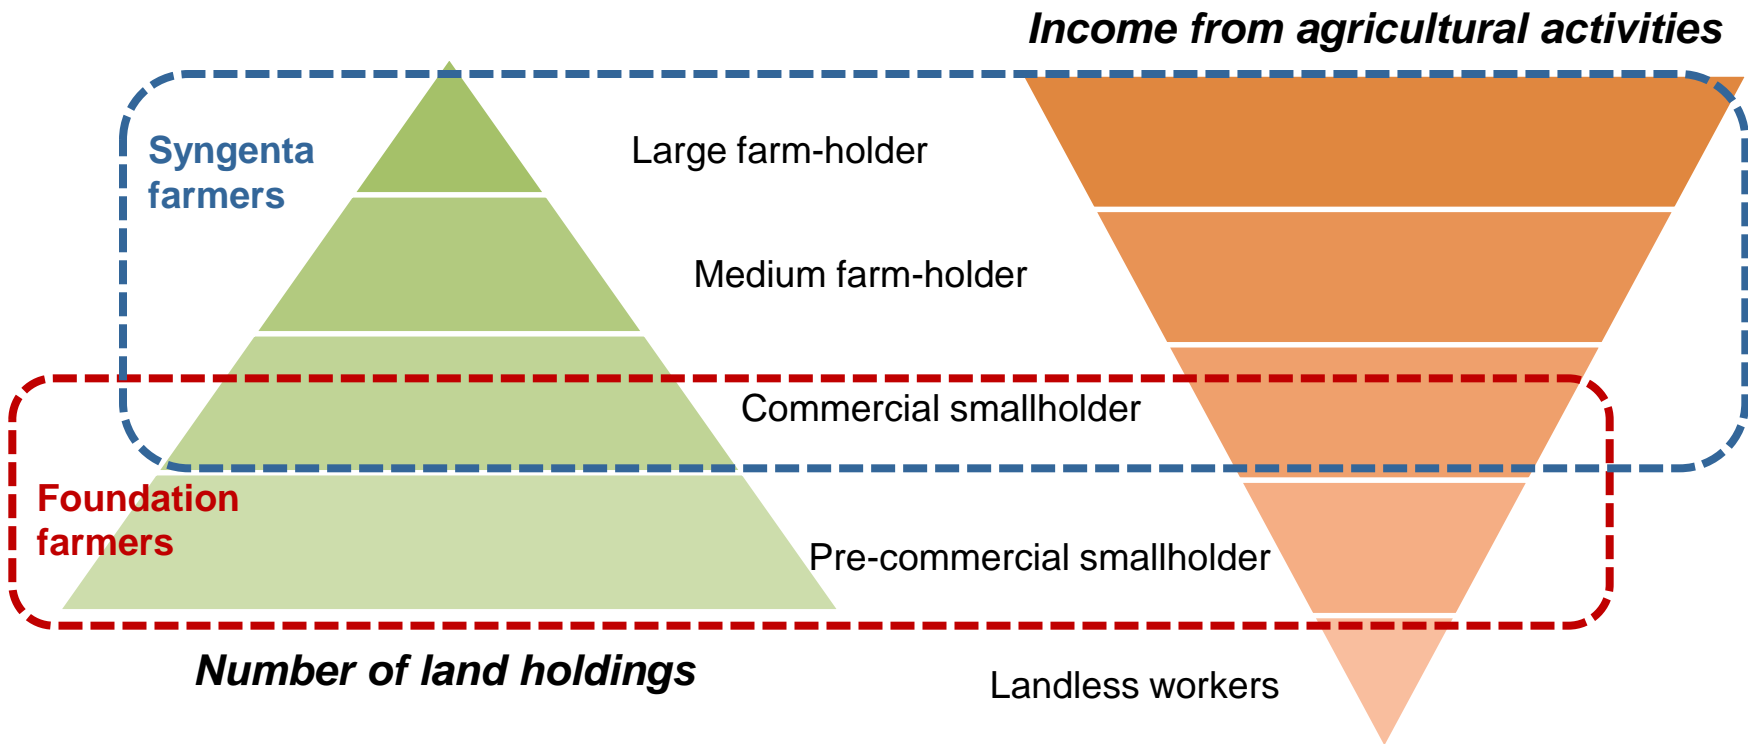 Income from agricultural activities
Syngenta
farmers
Large farm-holder
Medium farm-holder
Commercial smallholder
Foundation
farmers
Pre-commercial smallholder
Number of land holdings
Landless workers